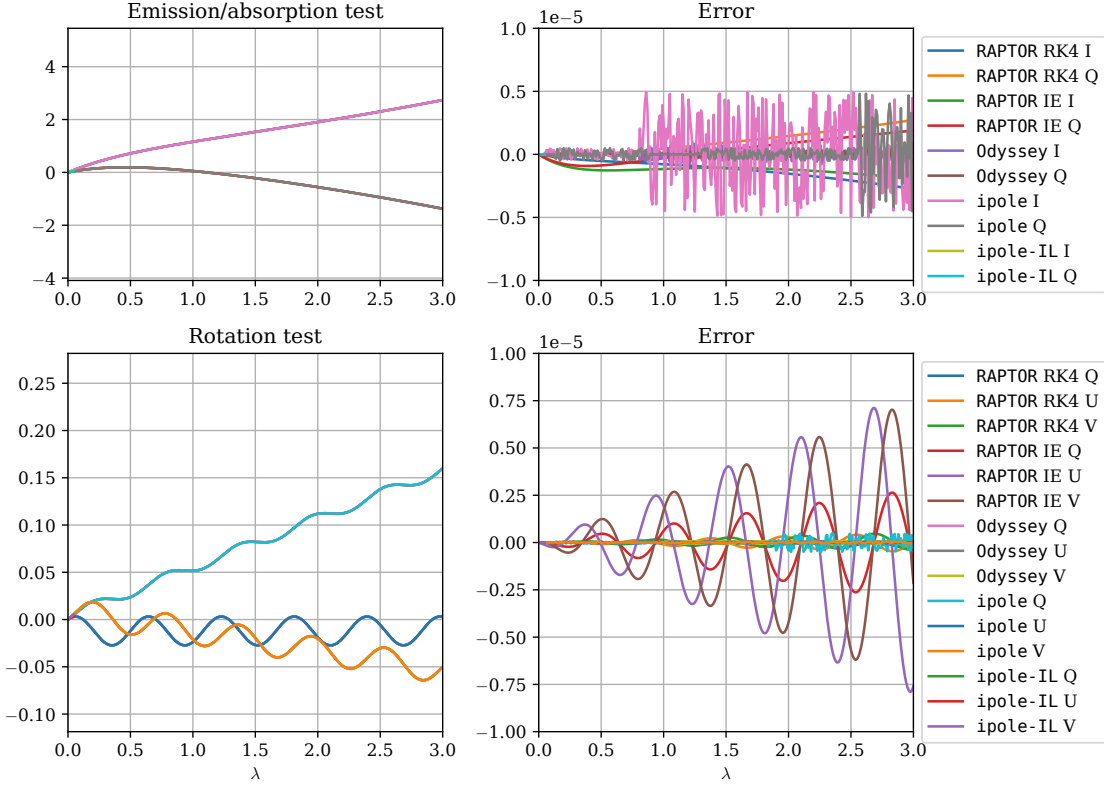 Emission/absorption test
4
2
0
−2
−4
0.0 0.5 1.0 1.5 2.0 2.5 3.0
Error
1e−5
1.0
0.5
0.0
−0.5
−1.0
0.0 0.5 1.0 1.5 2.0 2.5 3.0
RAPTOR RK4 I
RAPTOR RK4 Q
RAPTOR IE I
RAPTOR IE Q
Odyssey I
Odyssey Q
ipole I
ipole Q
ipole-IL I
ipole-IL Q
Rotation test
0.25
0.20
0.15
0.10
0.05
0.00
−0.05
−0.10
0.0 0.5 1.0 1.5 2.0 2.5 3.0
λ
Error
1e−5
1.00
0.75
0.50
0.25
0.00
−0.25
−0.50
−0.75
−1.00
0.0 0.5 1.0 1.5 2.0 2.5 3.0
λ
RAPTOR RK4 Q
RAPTOR RK4 U
RAPTOR RK4 V
RAPTOR IE Q
RAPTOR IE U
RAPTOR IE V
Odyssey Q
Odyssey U
Odyssey V
ipole Q
ipole U
ipole V
ipole-IL Q
ipole-IL U
ipole-IL V